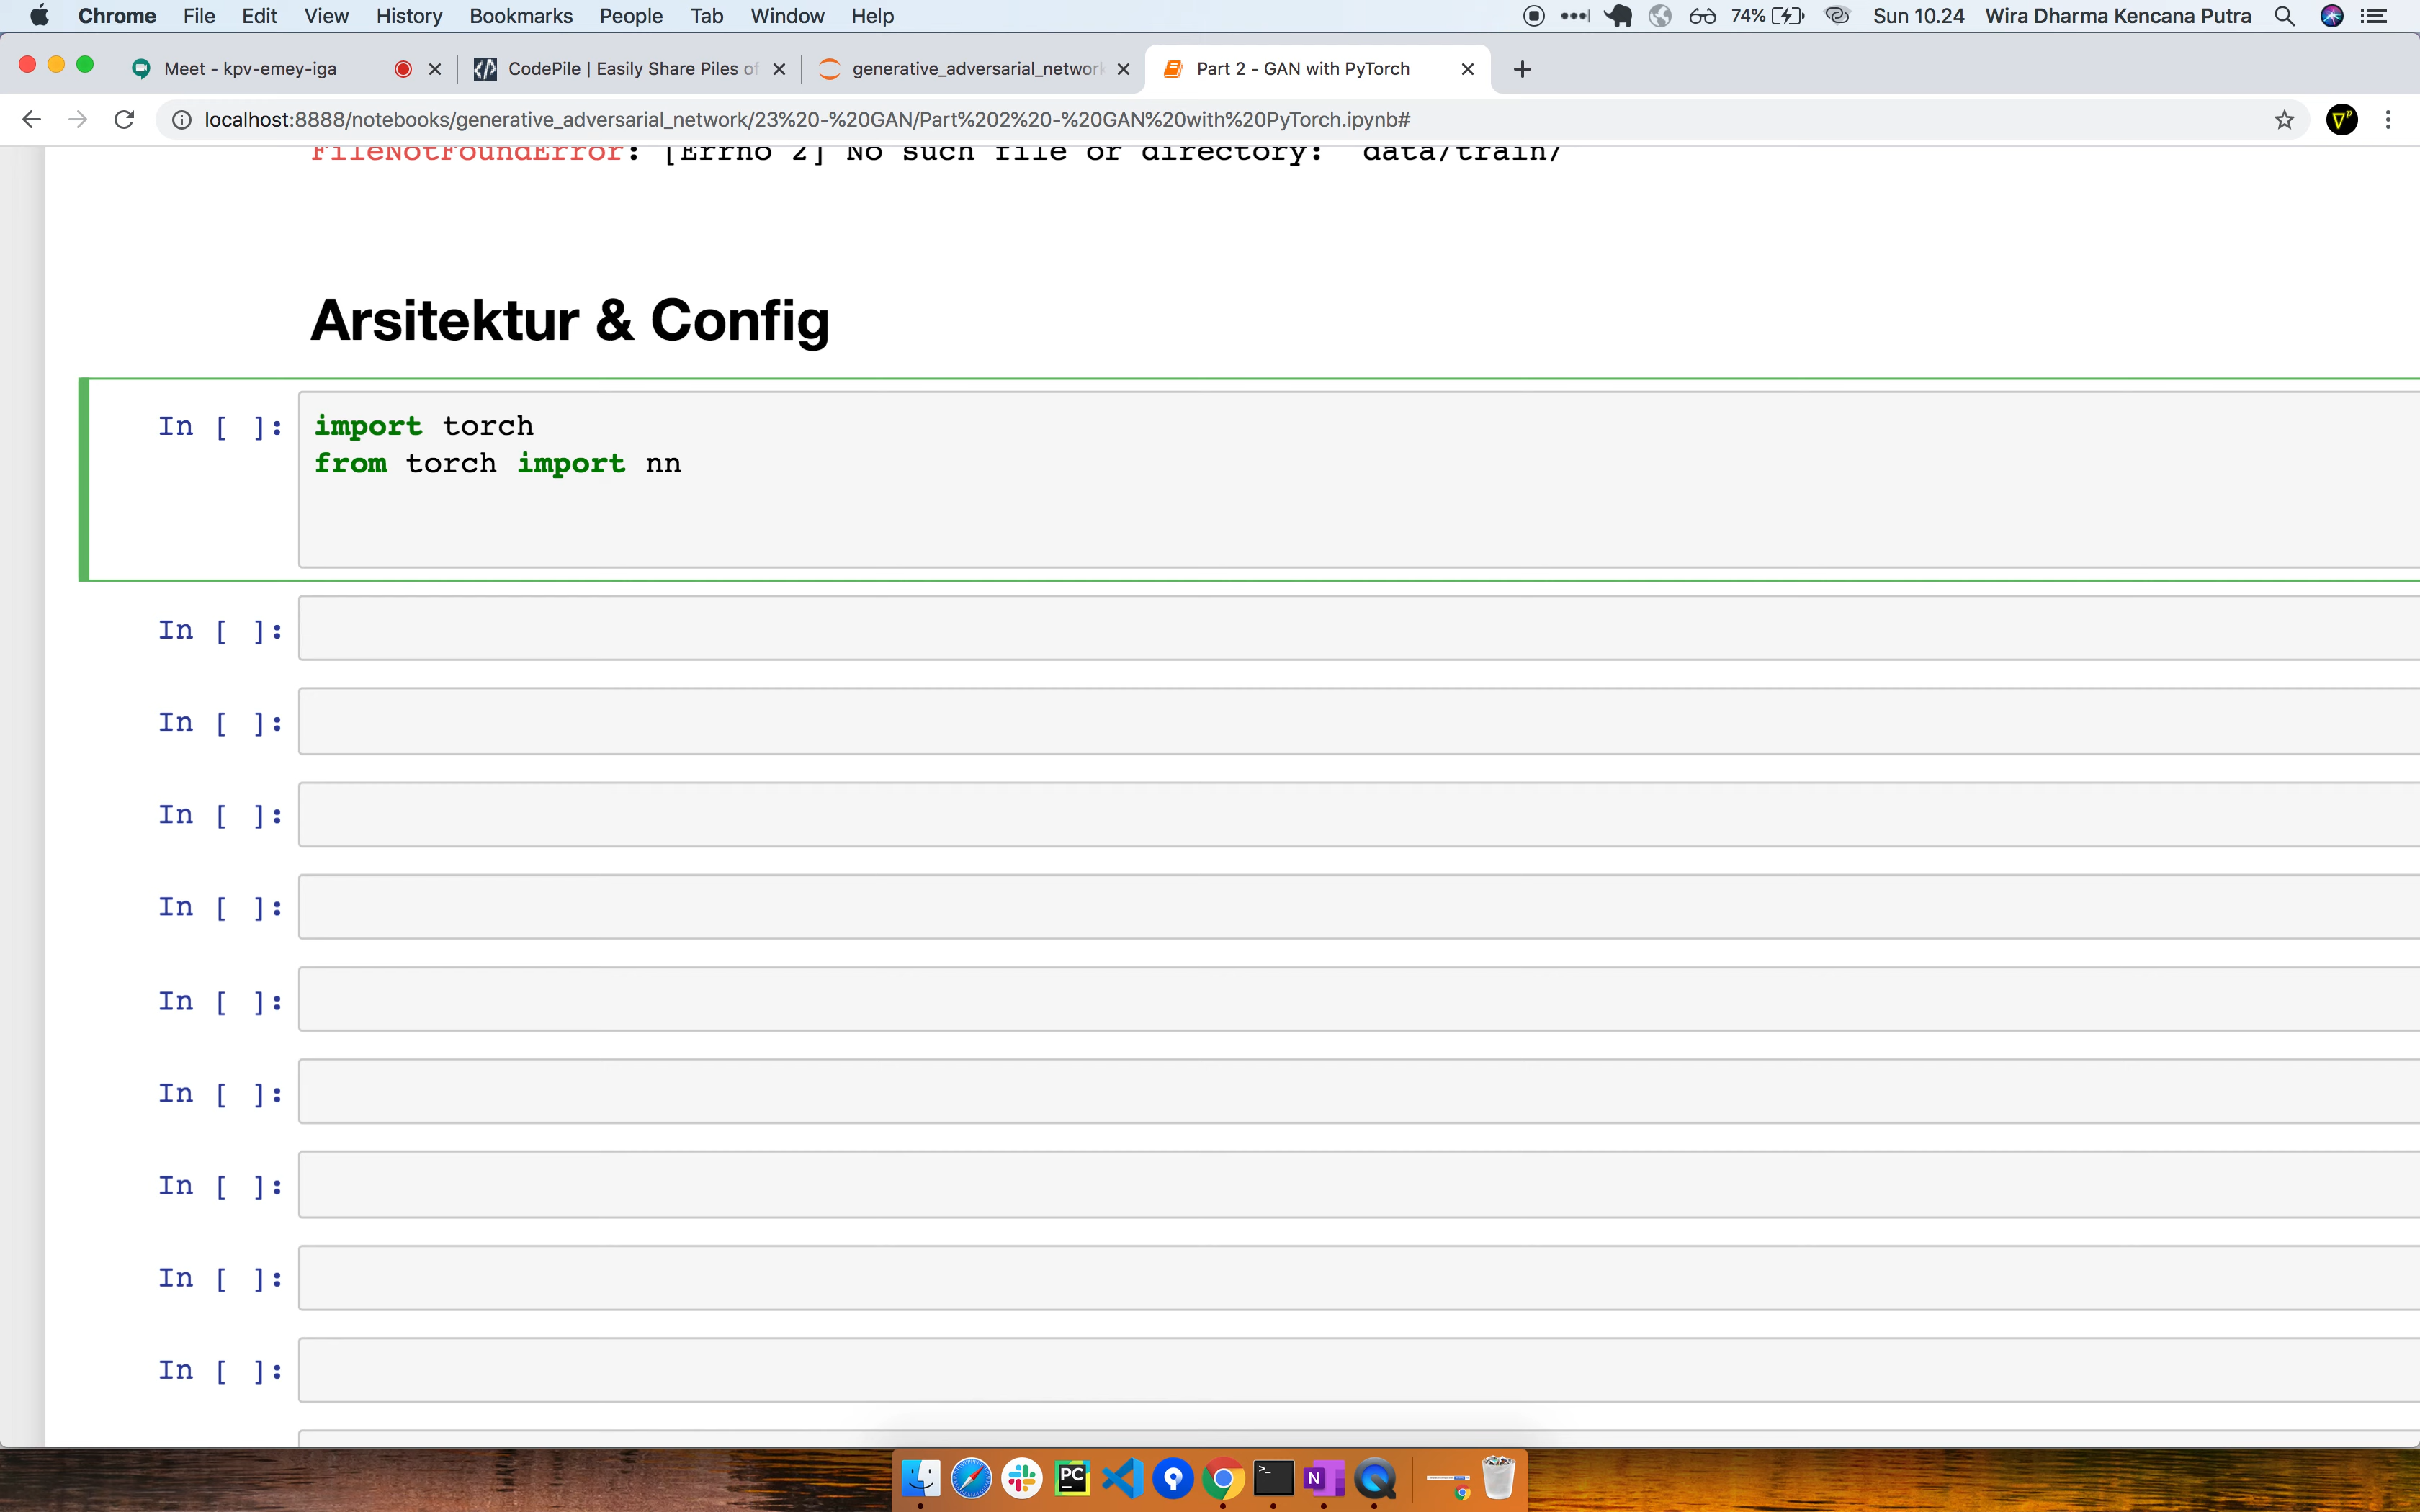 Chrome File Edit View History Bookmarks People Tab Window Help 74% Sun 10.24 Wira Dharma Kencana Putra
Meet - kpv-emey-iga CodePile | Easily Share Piles of generative_adversarial_network Part 2 - GAN with PyTorch
localhost:8888/notebooks/generative_adversarial_network/23%20-%20GAN/Part%202%20-%20GAN%20with%20PyTorch.ipynb#
FileNotFoundError: [Errno 2] No such file or directory: 'data/train/'
Arsitektur & Config
In [ ]: import torch
from torch import nn
In [ ]:
In [ ]:
In [ ]:
In [ ]:
In [ ]:
In [ ]:
In [ ]:
In [ ]:
In [ ]: